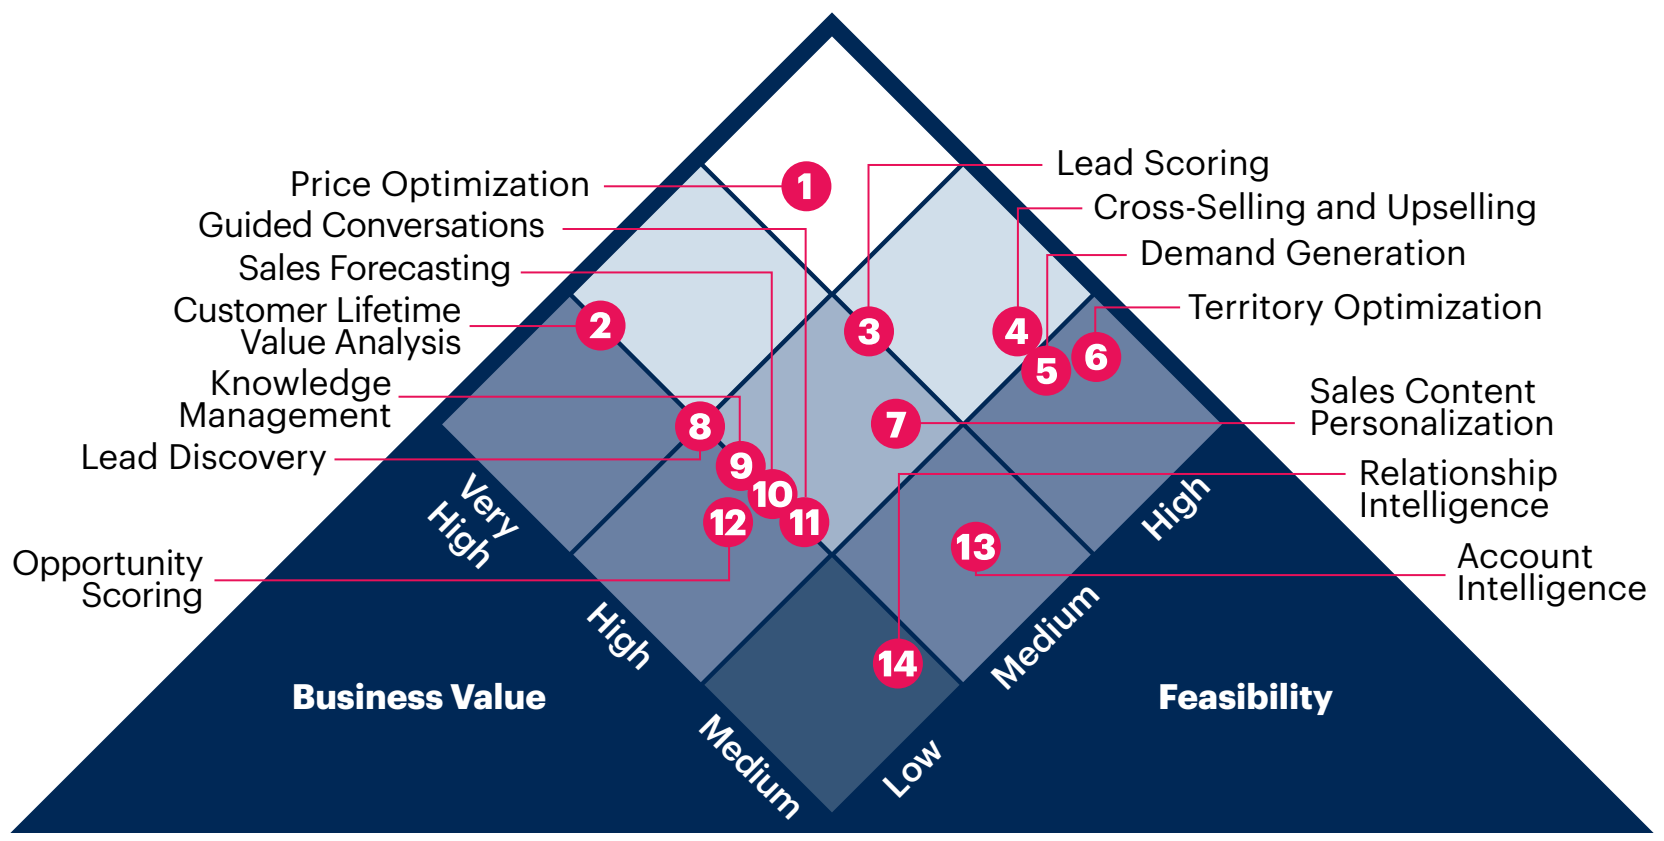 Price Optimization
Guided Conversations
Sales Forecasting
Customer Lifetime
Value Analysis
Knowledge
Management
Lead Discovery
Opportunity
Scoring
Lead Scoring
Cross-Selling and Upselling
Demand Generation
Territory Optimization
Sales Content
Personalization
Relationship
Intelligence
Account
Intelligence
1
2
3
4
5
6
7
8
9
10
11
12
13
14
Very
High
High
Medium
Business Value
High
Medium
Low
Feasibility